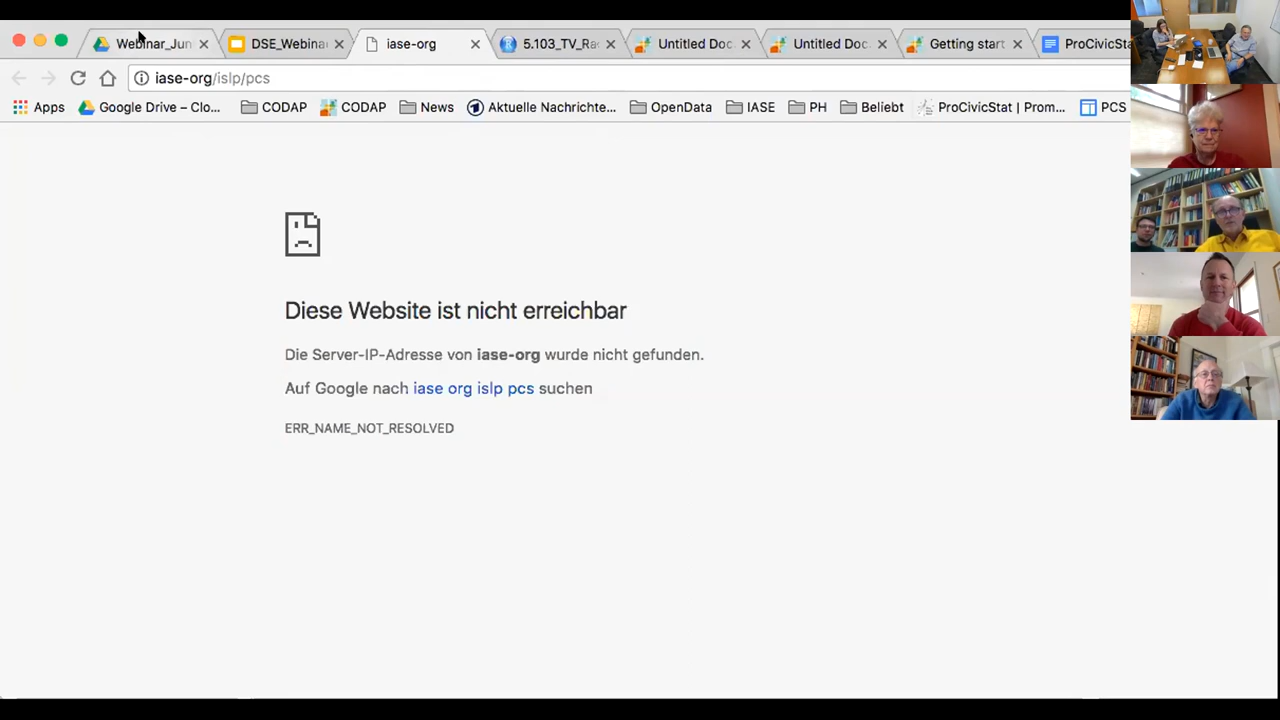 Webinar_Jun
DSE_Webina
iase-org
5.103_TV_Ra
Untitled Doc
Untitled Doc
Getting start
ProCivicSta
iase-org/islp/pcs
Apps
Google Drive – Clo...
CODAP
CODAP
News
Aktuelle Nachrichte...
OpenData
IASE
PH
Beliebt
ProCivicStat | Prom...
PCS
Diese Website ist nicht erreichbar
Die Server-IP-Adresse von iase-org wurde nicht gefunden.
Auf Google nach iase org islp pcs suchen
ERR_NAME_NOT_RESOLVED